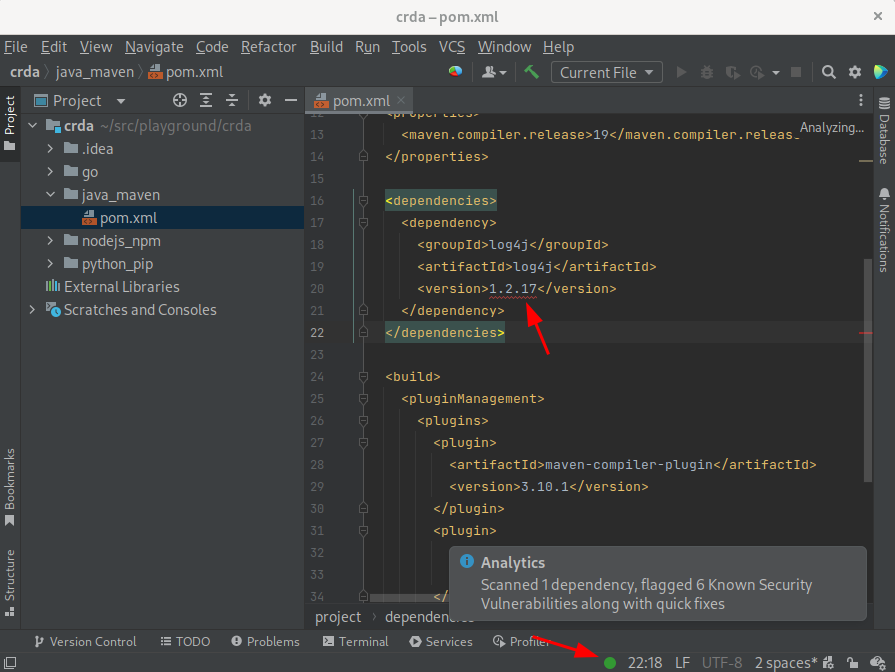 crda – pom.xml
File Edit View Navigate Code Refactor Build Run Tools VCS Window Help
crda java_maven pom.xml Current File
Project
Project
pom.xml
crda ~/src/playground/crda
.idea
go
java_maven
pom.xml
nodejs_npm
python_pip
External Libraries
Scratches and Consoles
Analyzing...
13 <maven.compiler.release>19</maven.compiler.releas
14 </properties>
15
16 <dependencies>
17 <dependency>
18 <groupId>log4j</groupId>
19 <artifactId>log4j</artifactId>
20 <version>1.2.17</version>
21 </dependency>
22 </dependencies>
23
24 <build>
25 <pluginManagement>
26 <plugins>
27 <plugin>
28 <artifactId>maven-compiler-plugin</artifactId>
29 <version>3.10.1</version>
30 </plugin>
31 <plugin>
32
33
34 </
Analytics
Scanned 1 dependency, flagged 6 Known Security
Vulnerabilities along with quick fixes
project dependencies
Database
Notifications
Bookmarks
Structure
Version Control TODO Problems Terminal Services Profiler
22:18 LF UTF-8 2 spaces*